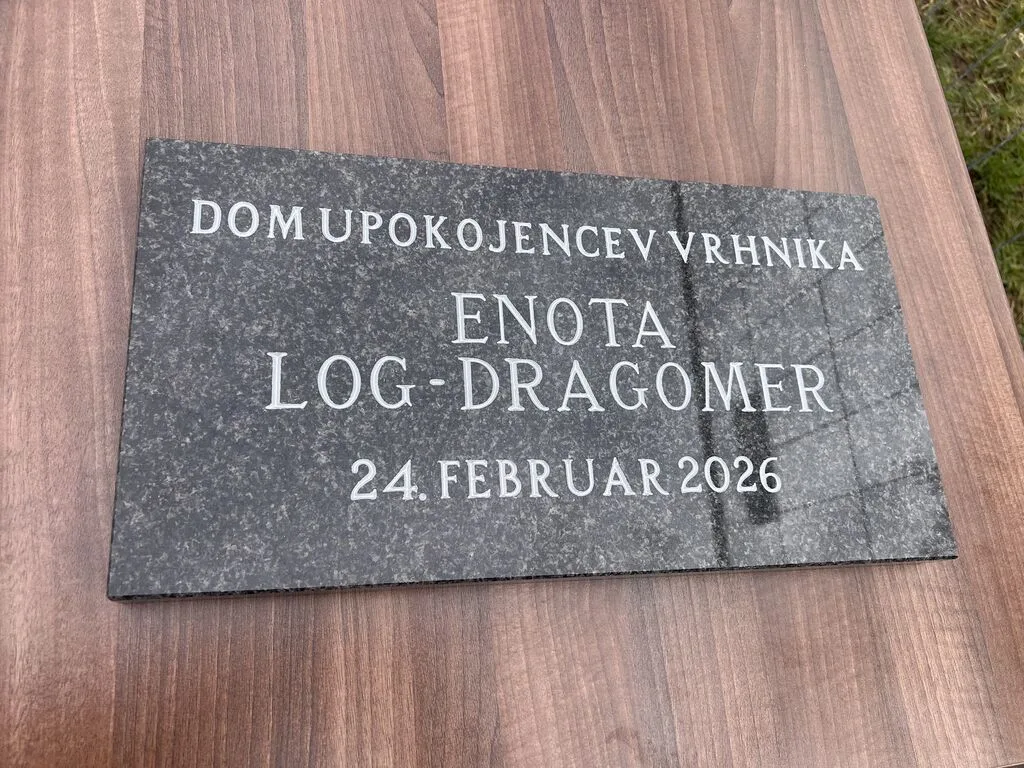 DOM UPOKOJENCEV VRHNIKA
ENOTA
LOG-DRAGOMER
24. FEBRUAR 2026